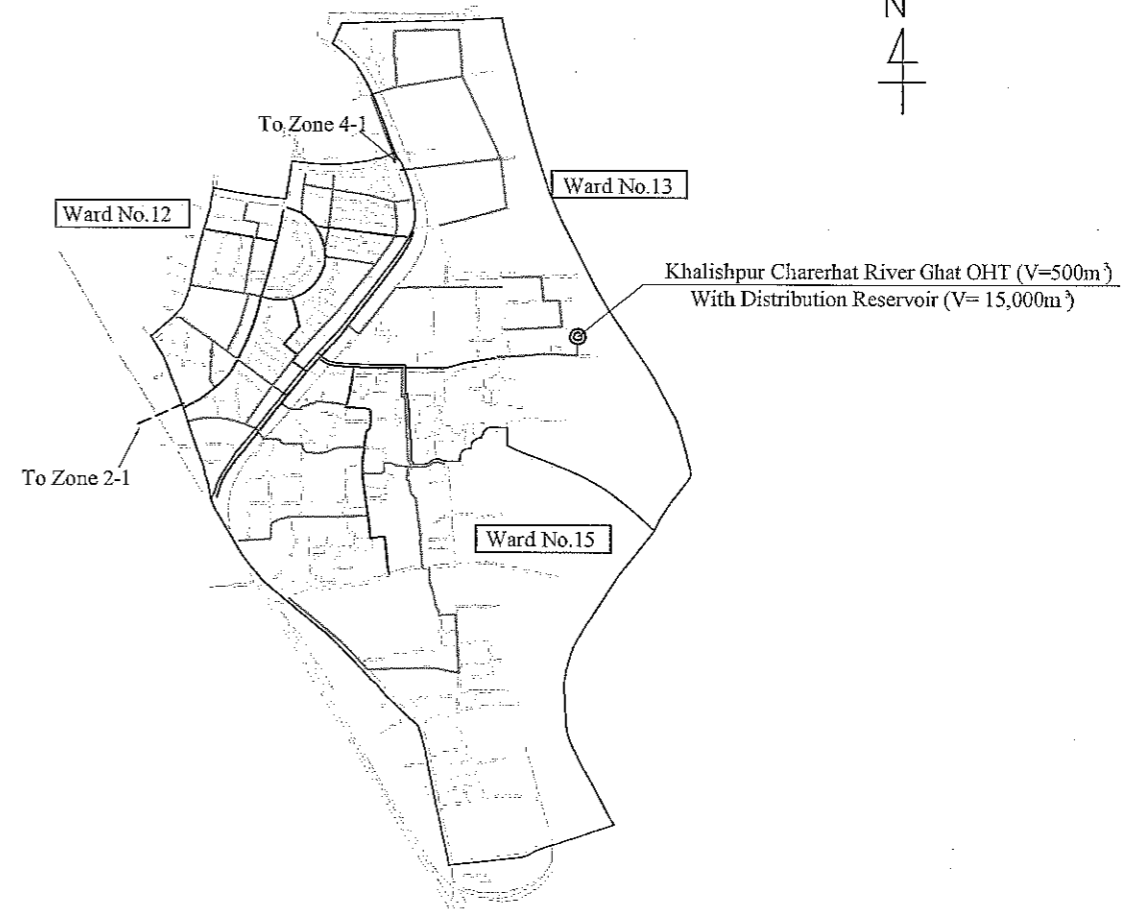 N
To Zone 4-1
Ward No.13
Ward No.12
Khalishpur Charerhat River Ghat OHT (V=500m³)
With Distribution Reservoir (V= 15,000m³)
To Zone 2-1
Ward No.15